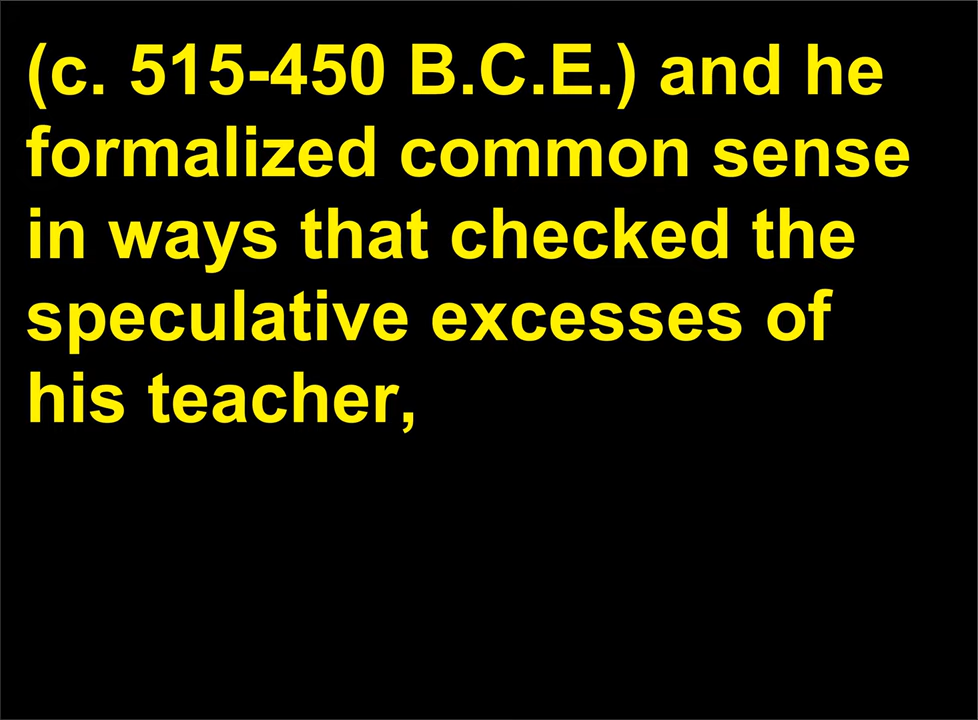 (c. 515-450 B.C.E.) and he
formalized common sense
in ways that checked the
speculative excesses of
his teacher,